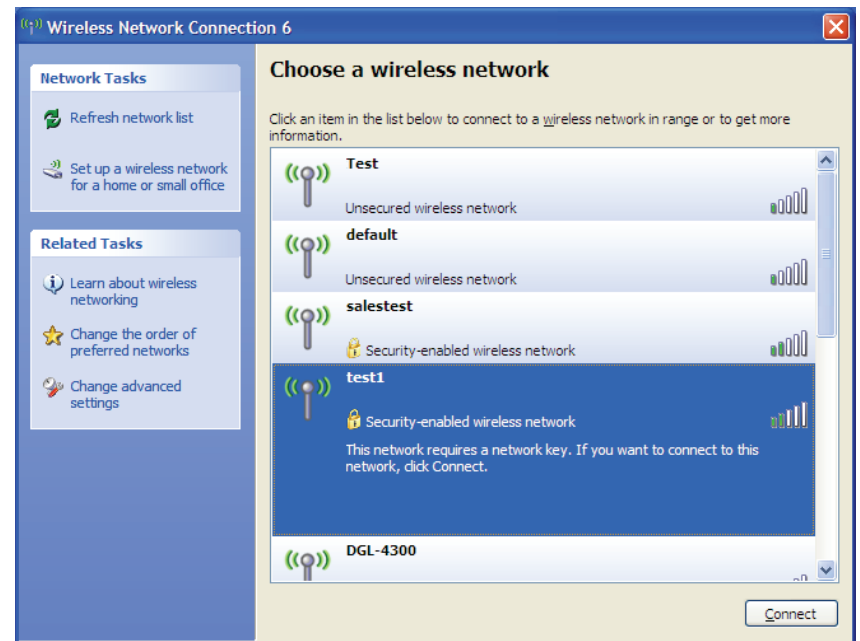 Wireless Network Connection 6
Network Tasks
Refresh network list
Set up a wireless network
for a home or small office
Related Tasks
Learn about wireless
networking
Change the order of
preferred networks
Change advanced
settings
Choose a wireless network
Click an item in the list below to connect to a wireless network in range or to get more
information.
Test
Unsecured wireless network
default
Unsecured wireless network
salestest
Security-enabled wireless network
test1
Security-enabled wireless network
This network requires a network key. If you want to connect to this
network, click Connect.
DGL-4300
Connect